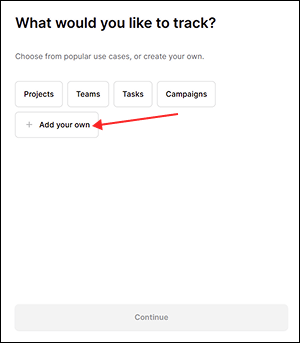 What would you like to track?
Choose from popular use cases, or create your own.
Projects Teams Tasks Campaigns
+ Add your own
Continue